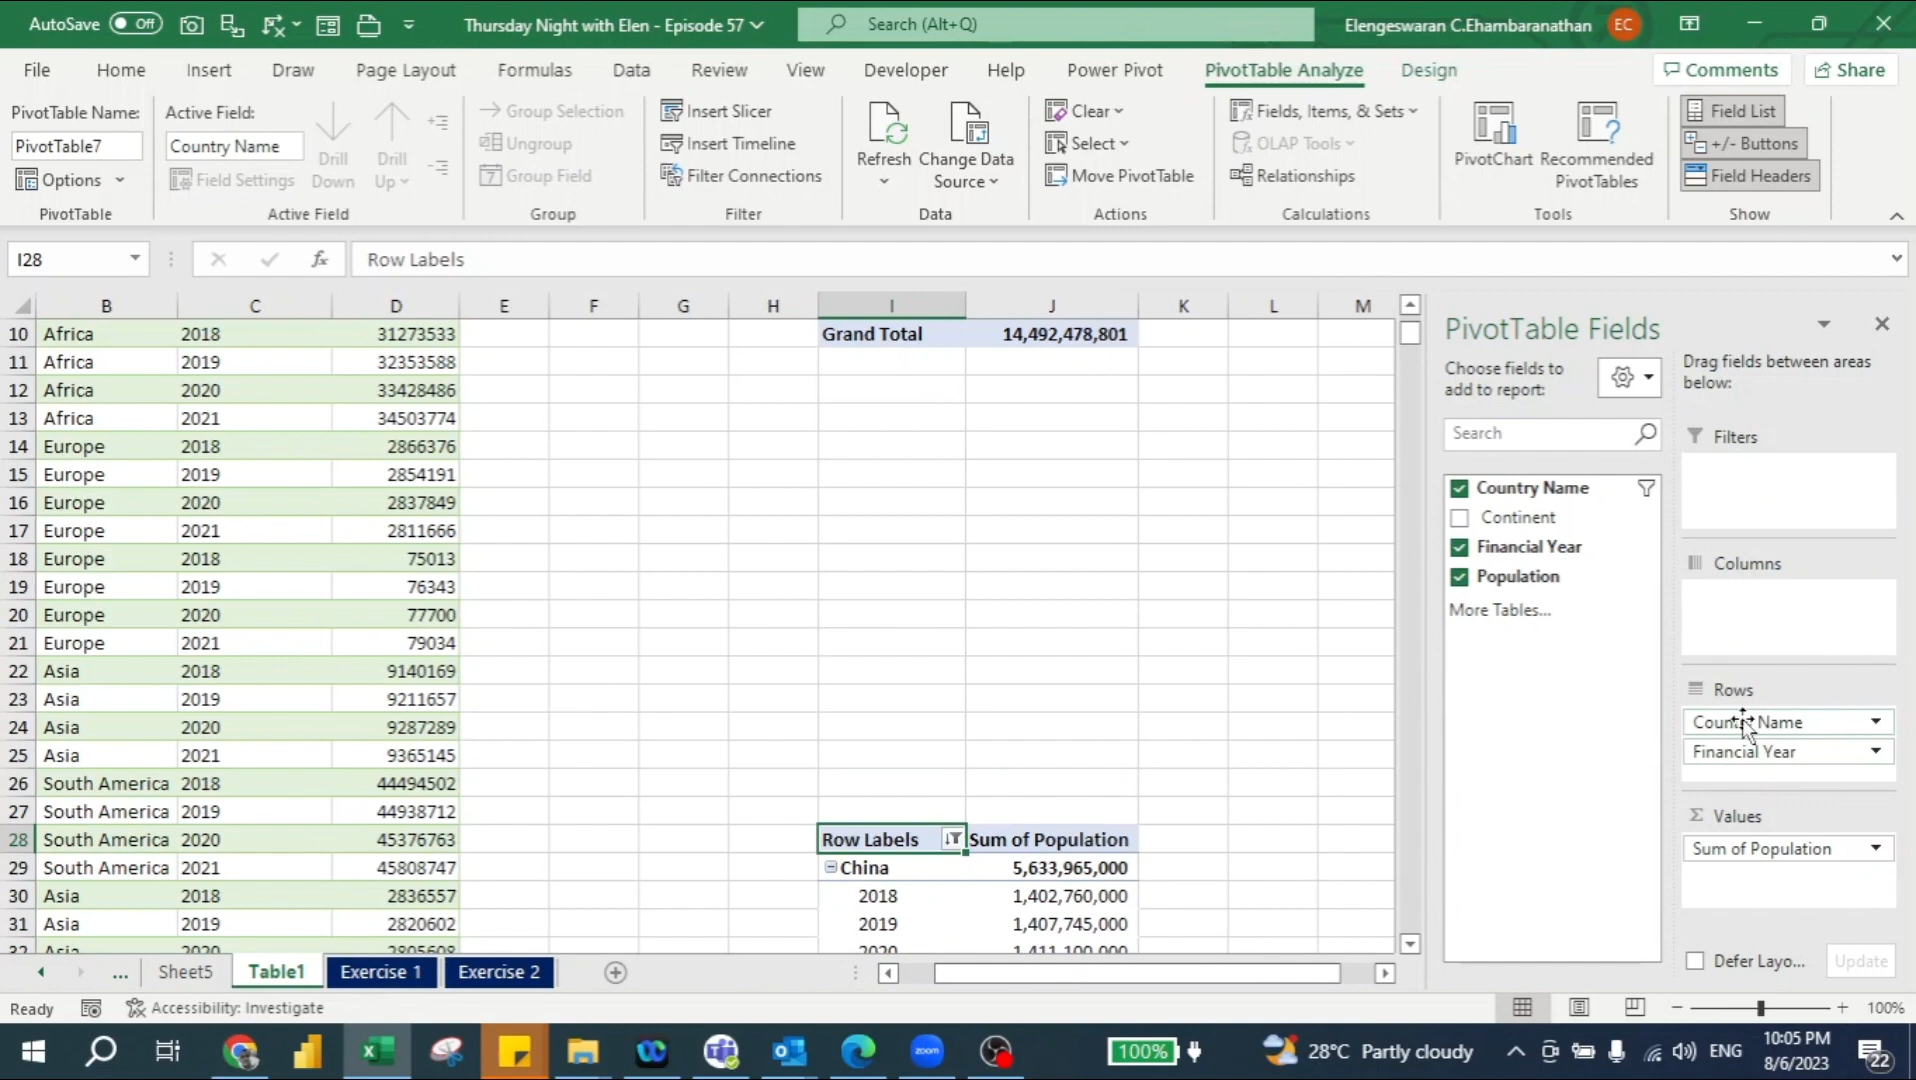 AutoSave Off
Thursday Night with Elen - Episode 57
Search (Alt+Q)
Elengeswaran C.Ehambaranathan EC
File Home Insert Draw Page Layout Formulas Data Review View Developer Help Power Pivot PivotTable Analyze Design
Comments Share
PivotTable Name:
PivotTable7
Options
PivotTable
Active Field:
Country Name
Field Settings
Drill Down
Drill Up
Active Field
Group Selection
Ungroup
Group Field
Group
Insert Slicer
Insert Timeline
Filter Connections
Filter
Refresh
Change Data Source
Data
Clear
Select
Move PivotTable
Actions
Fields, Items, & Sets
OLAP Tools
Relationships
Calculations
PivotChart
Recommended PivotTables
Tools
Field List
+/- Buttons
Field Headers
Show
I28 fx Row Labels
B C D E F G H I J K L M
10 Africa 2018 31273533 Grand Total 14,492,478,801
11 Africa 2019 32353588
12 Africa 2020 33428486
13 Africa 2021 34503774
14 Europe 2018 2866376
15 Europe 2019 2854191
16 Europe 2020 2837849
17 Europe 2021 2811666
18 Europe 2018 75013
19 Europe 2019 76343
20 Europe 2020 77700
21 Europe 2021 79034
22 Asia 2018 9140169
23 Asia 2019 9211657
24 Asia 2020 9287289
25 Asia 2021 9365145
26 South America 2018 44494502
27 South America 2019 44938712
28 South America 2020 45376763 Row Labels Sum of Population
29 South America 2021 45808747 China 5,633,965,000
30 Asia 2018 2836557 2018 1,402,760,000
31 Asia 2019 2820602 2019 1,407,745,000
32 Asia 2020 2805608 2020 1,411,100,000
PivotTable Fields
Choose fields to add to report:
Search
Country Name
Continent
Financial Year
Population
More Tables...
Drag fields between areas below:
Filters
Columns
Rows
Country Name
Financial Year
Values
Sum of Population
Defer Layo... Update
... Sheet5 Table1 Exercise 1 Exercise 2
Ready Accessibility: Investigate 100%
zoom
100% 28°C Partly cloudy ENG
10:05 PM
8/6/2023
22